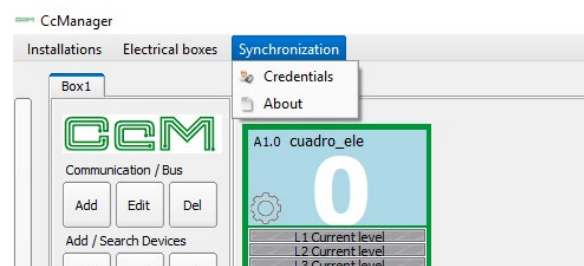 CCM CcManager
Installations Electrical boxes Synchronization
Credentials
About
Box1
CCM
A1.0 cuadro_ele
0
Communication / Bus
Add Edit Del
Add / Search Devices
L1 Current level
L2 Current level
L3 Current level